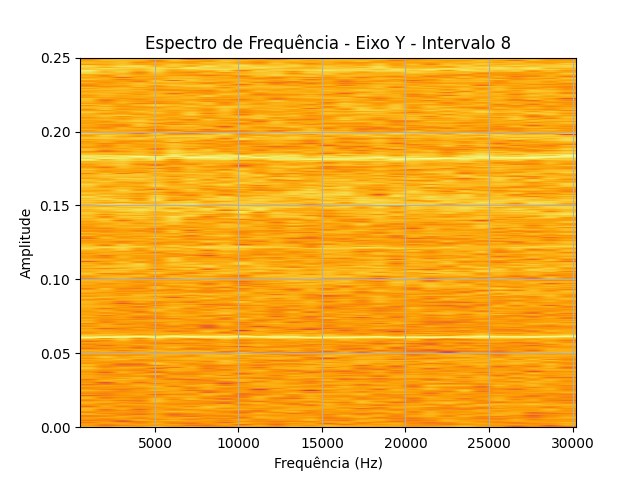 Espectro de Frequência - Eixo Y - Intervalo 8
Amplitude
0.25
0.20
0.15
0.10
0.05
0.00
5000 10000 15000 20000 25000 30000
Frequência (Hz)